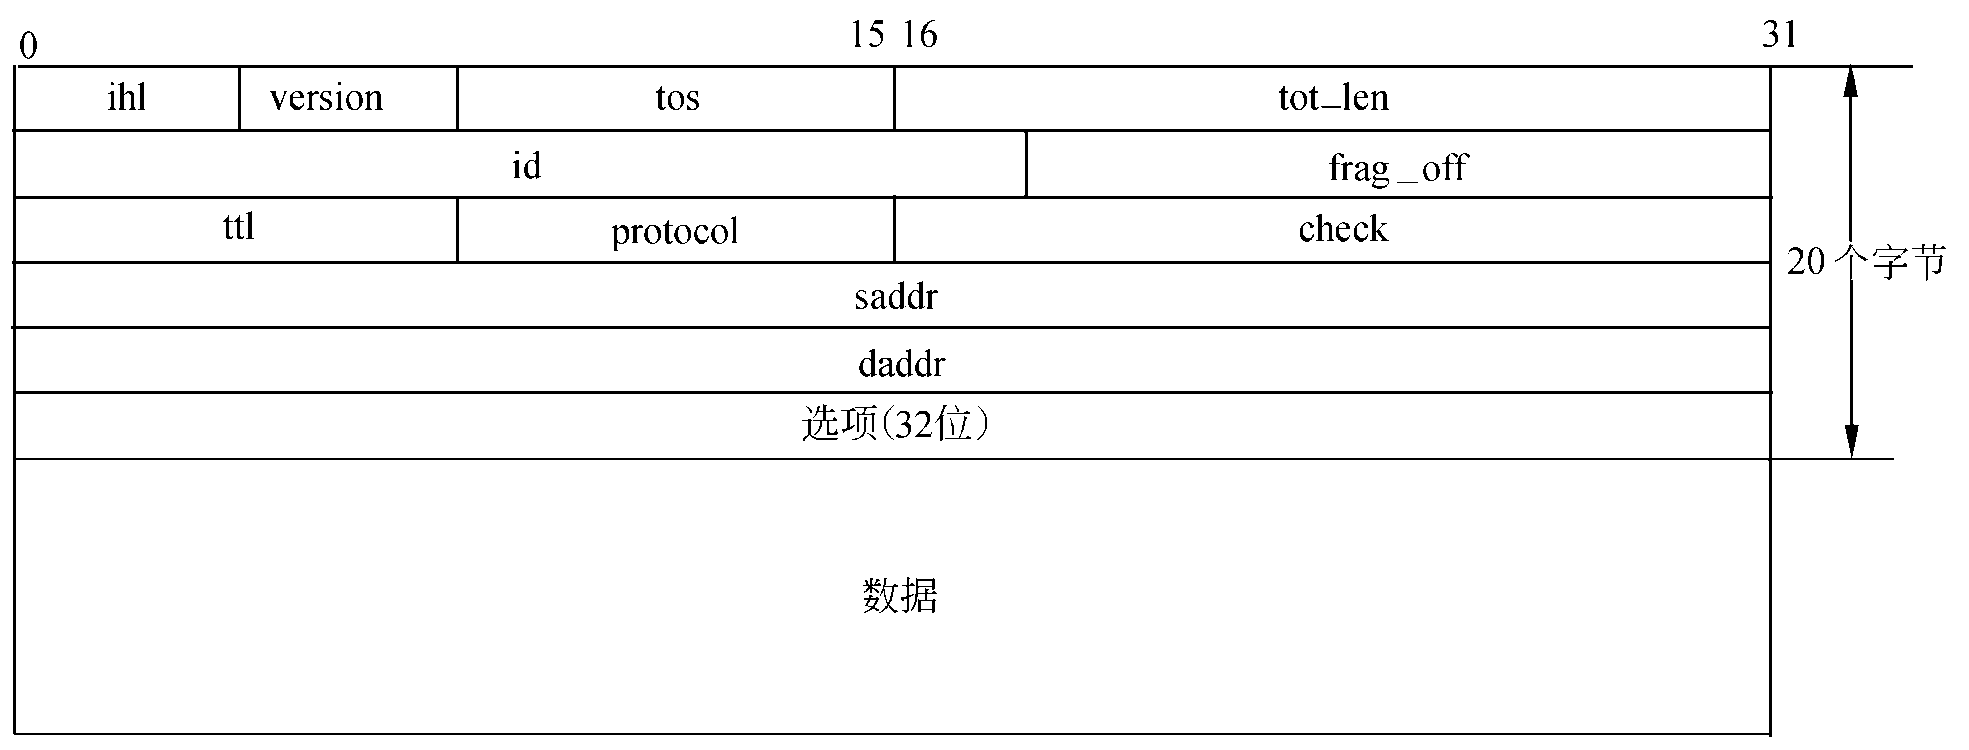 0 15 16 31
ihl version tos tot_len
id frag_off
ttl protocol check
20个字节
saddr
daddr
选项(32位)
数据